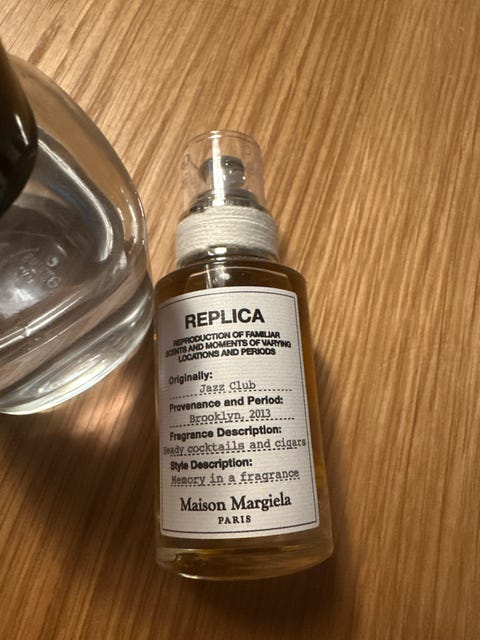 REPLICA
REPRODUCTION OF FAMILIAR
SCENTS AND MOMENTS OF VARYING
LOCATIONS AND PERIODS
Originally:
Jazz Club
Provenance and Period:
Brooklyn, 2013
Fragrance Description:
Heady cocktails and cigars
Style Description:
Memory in a fragrance
Maison Margiela
PARIS